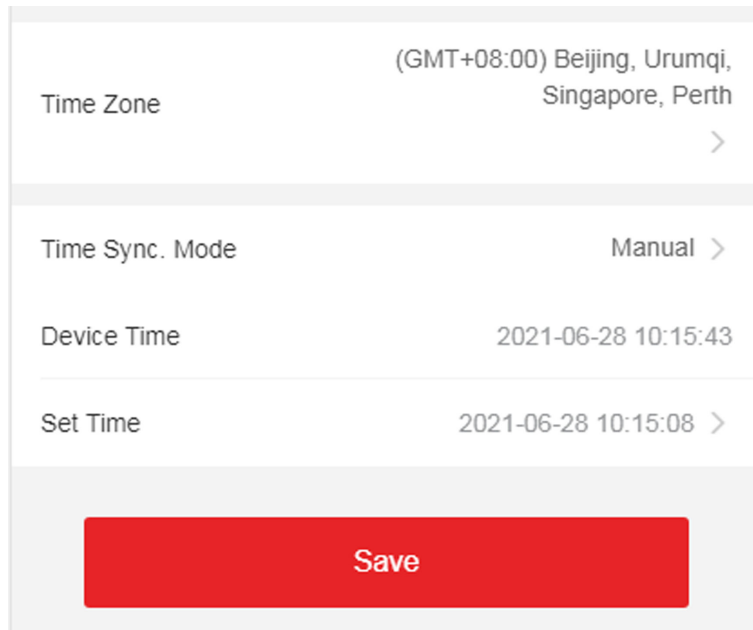 (GMT+08:00) Beijing, Urumqi,
Time Zone
Singapore, Perth
Time Sync. Mode Manual
Device Time 2021-06-28 10:15:43
Set Time 2021-06-28 10:15:08
Save